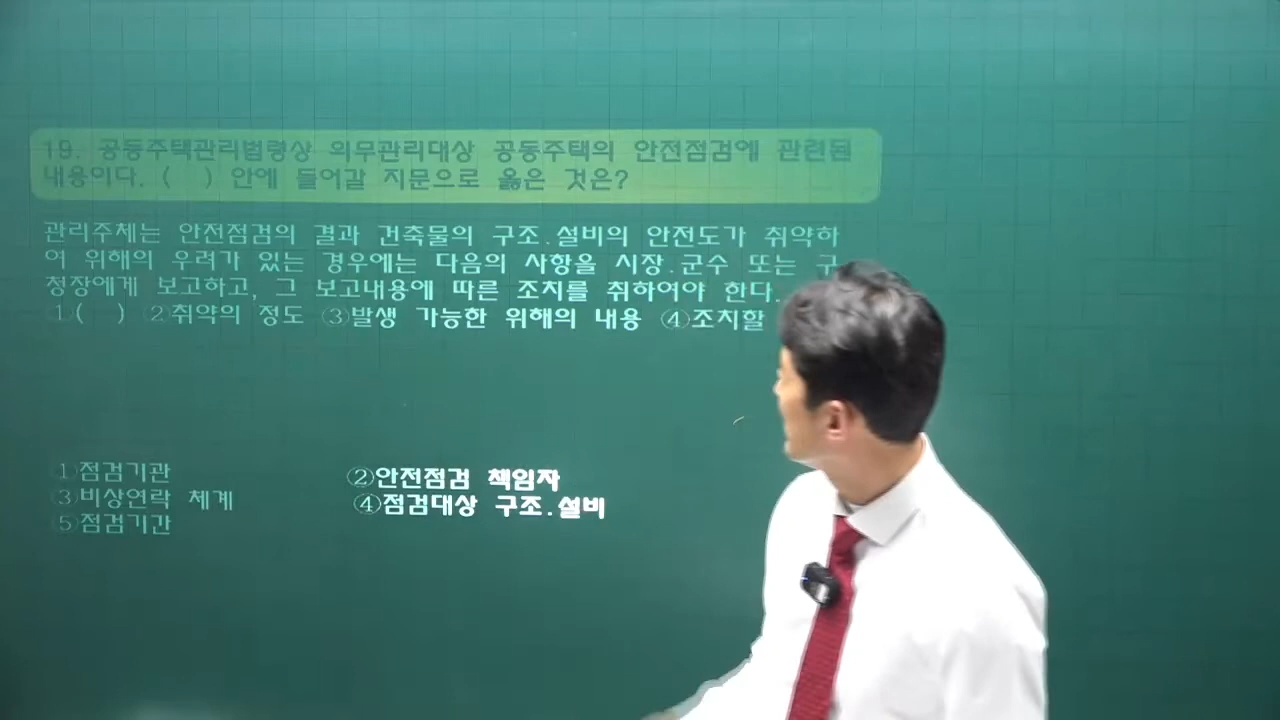 19. 공동주택관리법령상 의무관리대상 공동주택의 안전점검에 관련된
내용이다. ( ) 안에 들어갈 지문으로 옳은 것은?
관리주체는 안전점검의 결과 건축물의 구조.설비의 안전도가 취약하
여 위해의 우려가 있는 경우에는 다음의 사항을 시장.군수 또는 구
청장에게 보고하고, 그 보고내용에 따른 조치를 취하여야 한다.
①( ) ②취약의 정도 ③발생 가능한 위해의 내용 ④조치할
①점검기관 ②안전점검 책임자
③비상연락 체계 ④점검대상 구조.설비
⑤점검기간